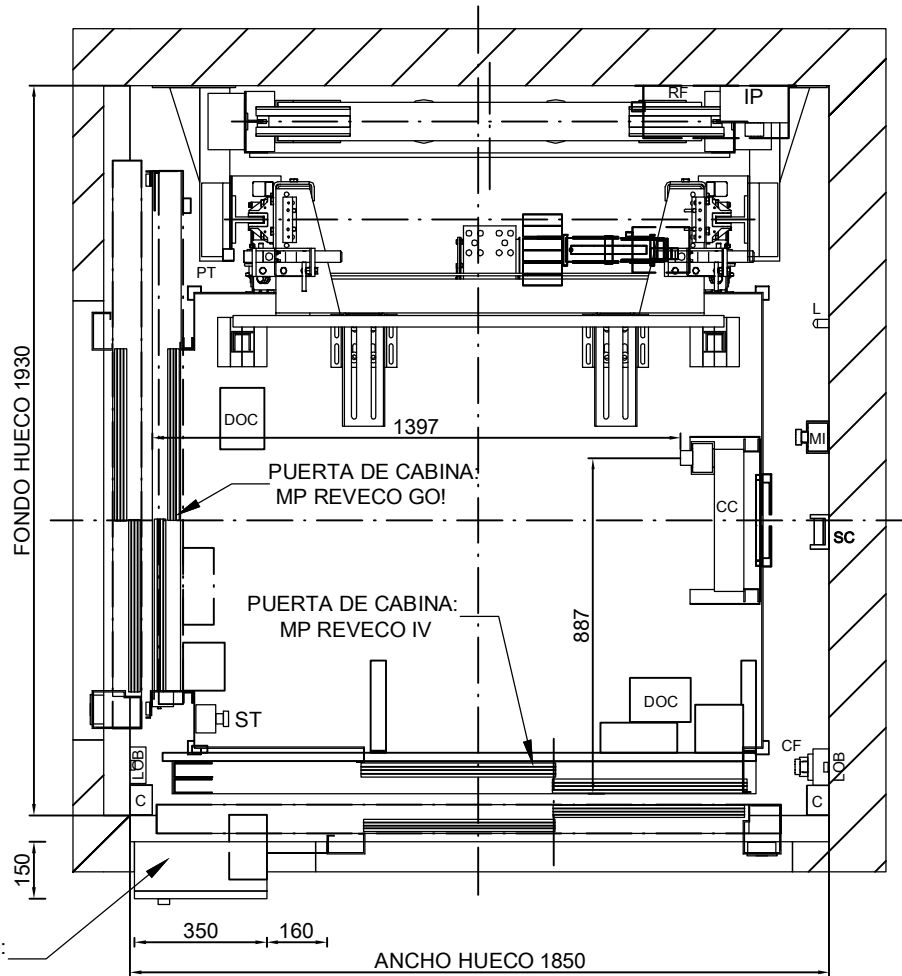 RF
IP
PT
L
FONDO HUECO 1930
DOC
1397
MI
PUERTA DE CABINA:
MP REVECO GO!
CC
SC
PUERTA DE CABINA:
MP REVECO IV
887
DOC
ST
CF
LOB
LOB
C
C
150
:
350
160
ANCHO HUECO 1850